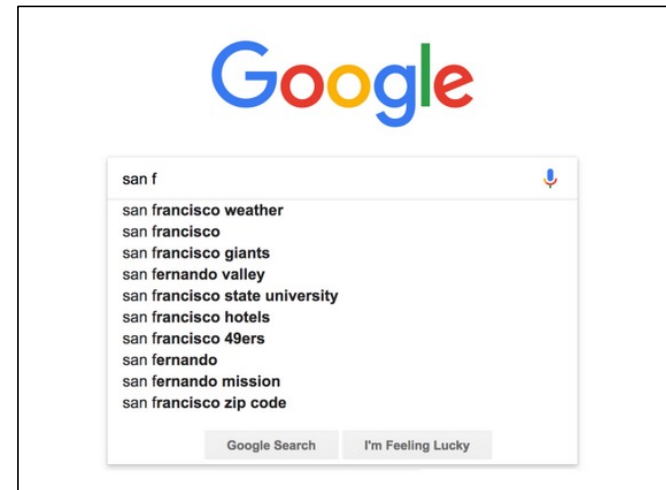 Google
san f
san francisco weather
san francisco
san francisco giants
san fernando valley
san francisco state university
san francisco hotels
san francisco 49ers
san fernando
san fernando mission
san francisco zip code
Google Search I'm Feeling Lucky